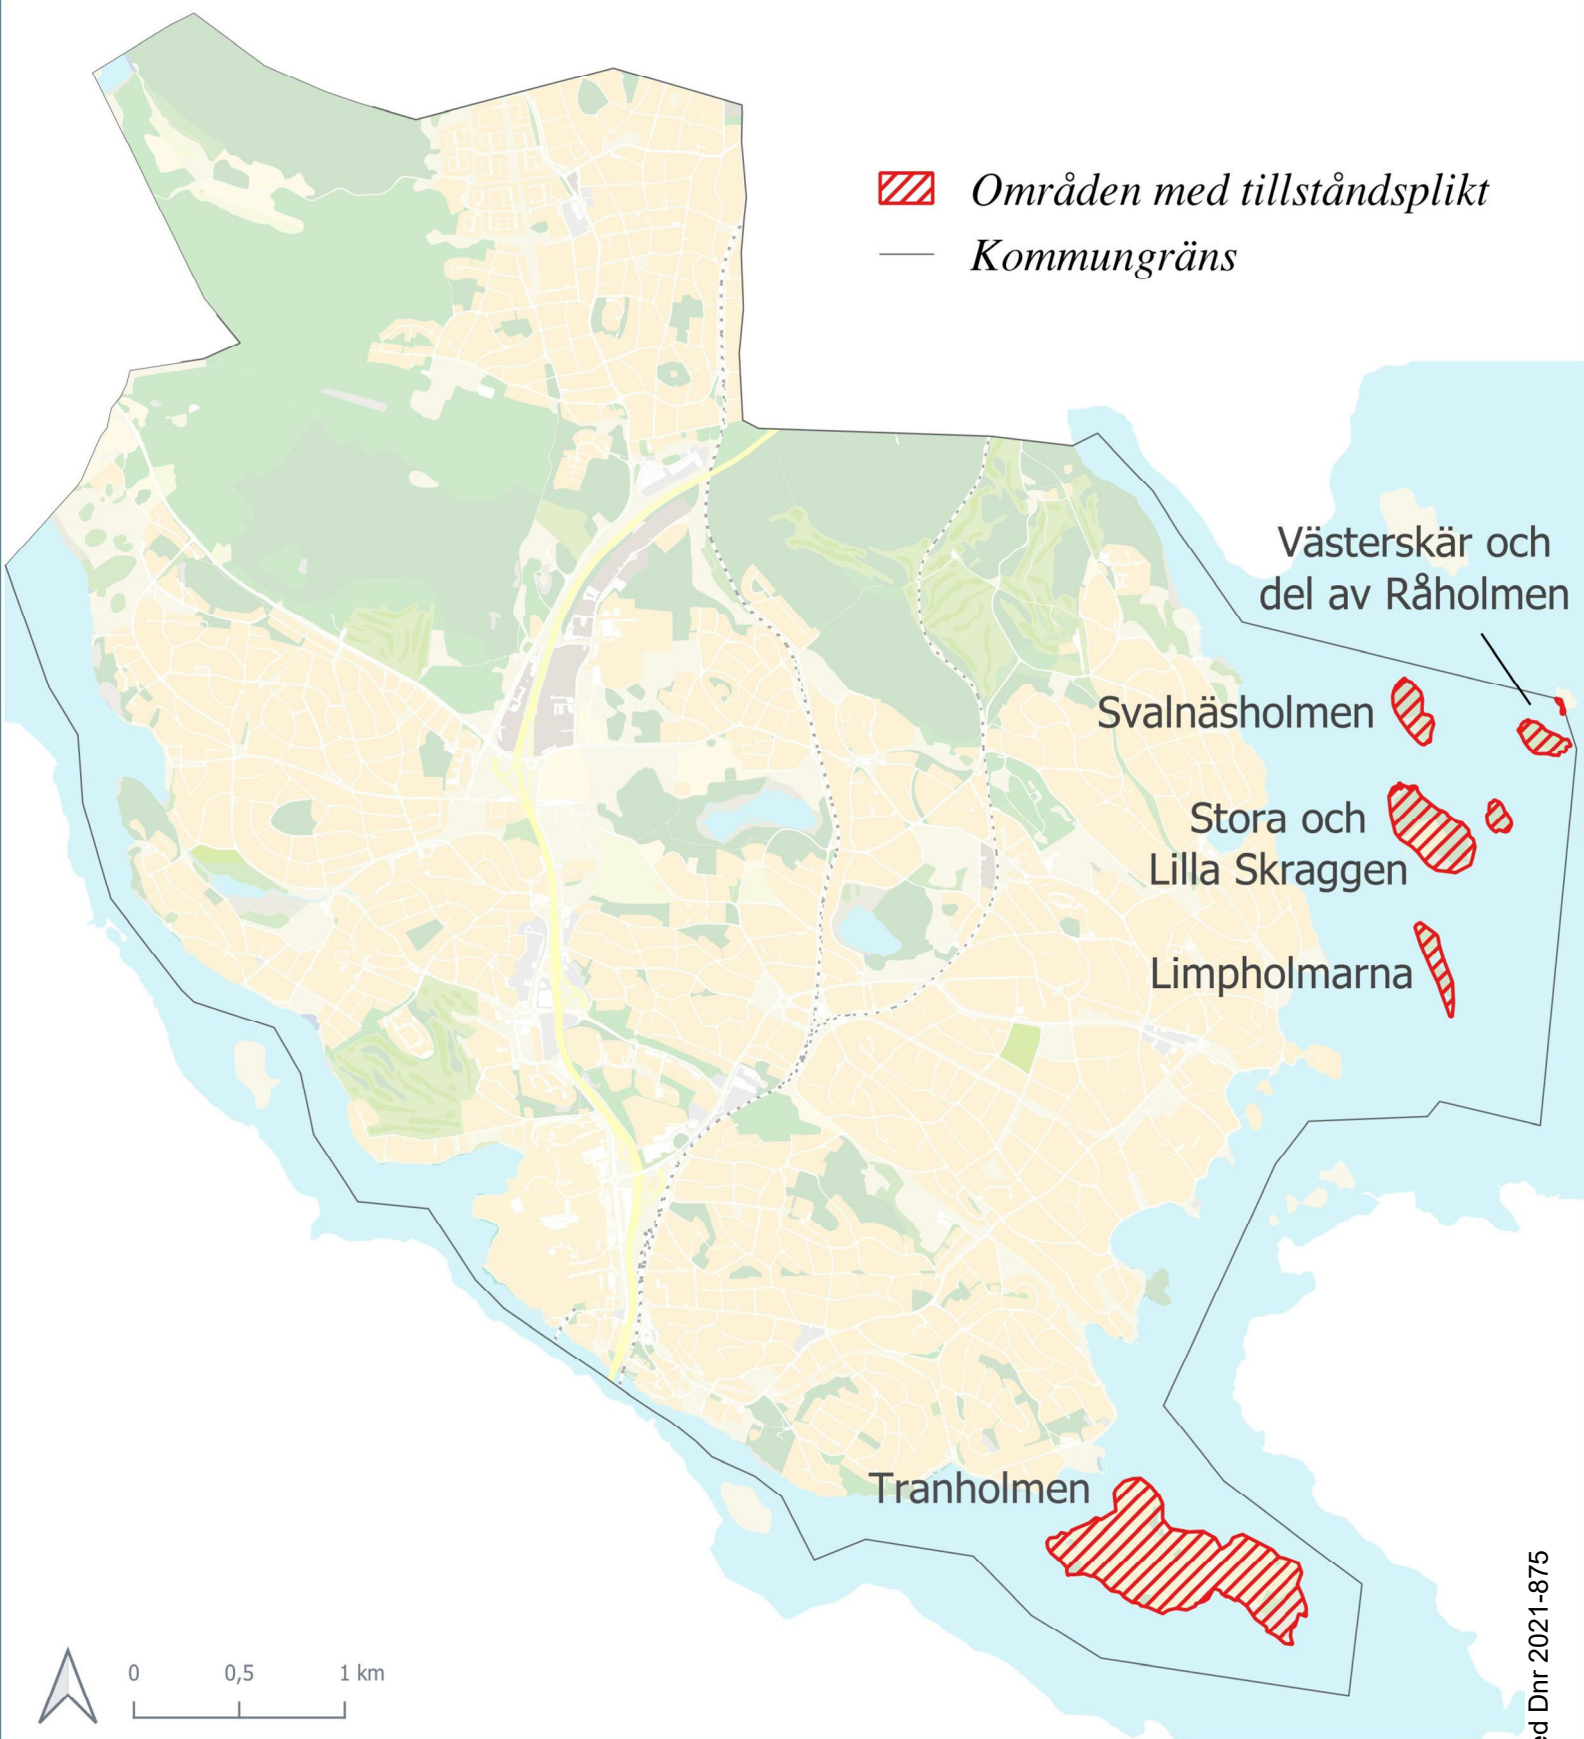 Områden med tillståndsplikt
Kommungräns
Västerskär och
del av Råholmen
Svalnäsholmen
Stora och
Lilla Skraggen
Limpholmarna
Tranholmen
0 0,5 1 km
Dnr 2021-875